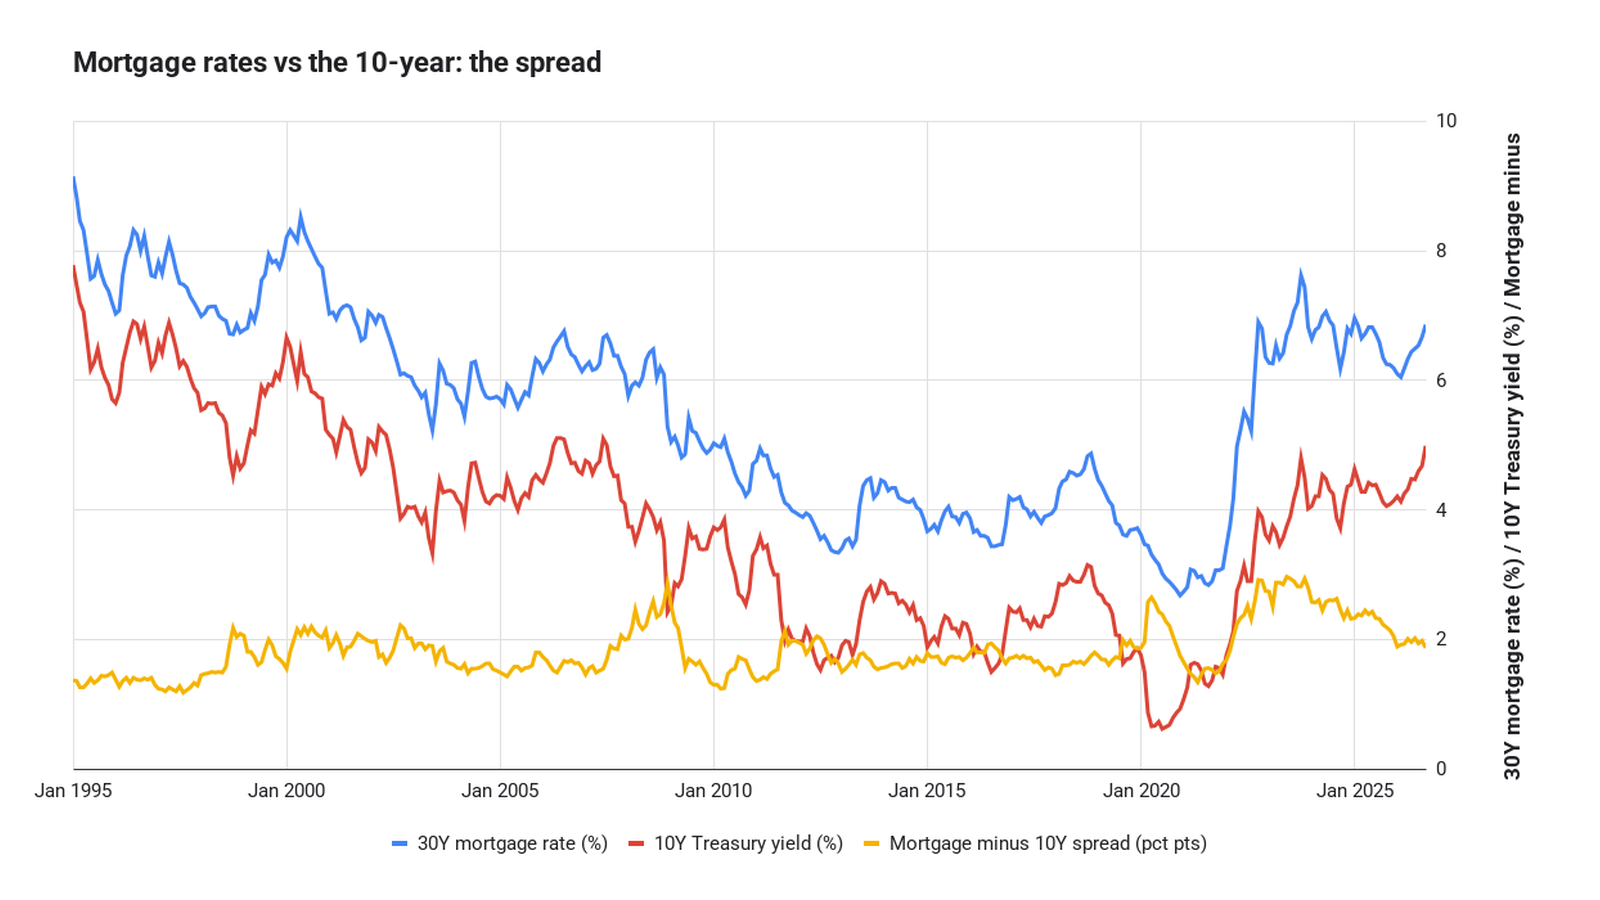 Mortgage rates vs the 10-year: the spread
10
8
6
4
2
0
30Y mortgage rate (%) / 10Y Treasury yield (%) / Mortgage minus
Jan 1995
Jan 2000
Jan 2005
Jan 2010
Jan 2015
Jan 2020
Jan 2025
30Y mortgage rate (%)
10Y Treasury yield (%)
Mortgage minus 10Y spread (pct pts)